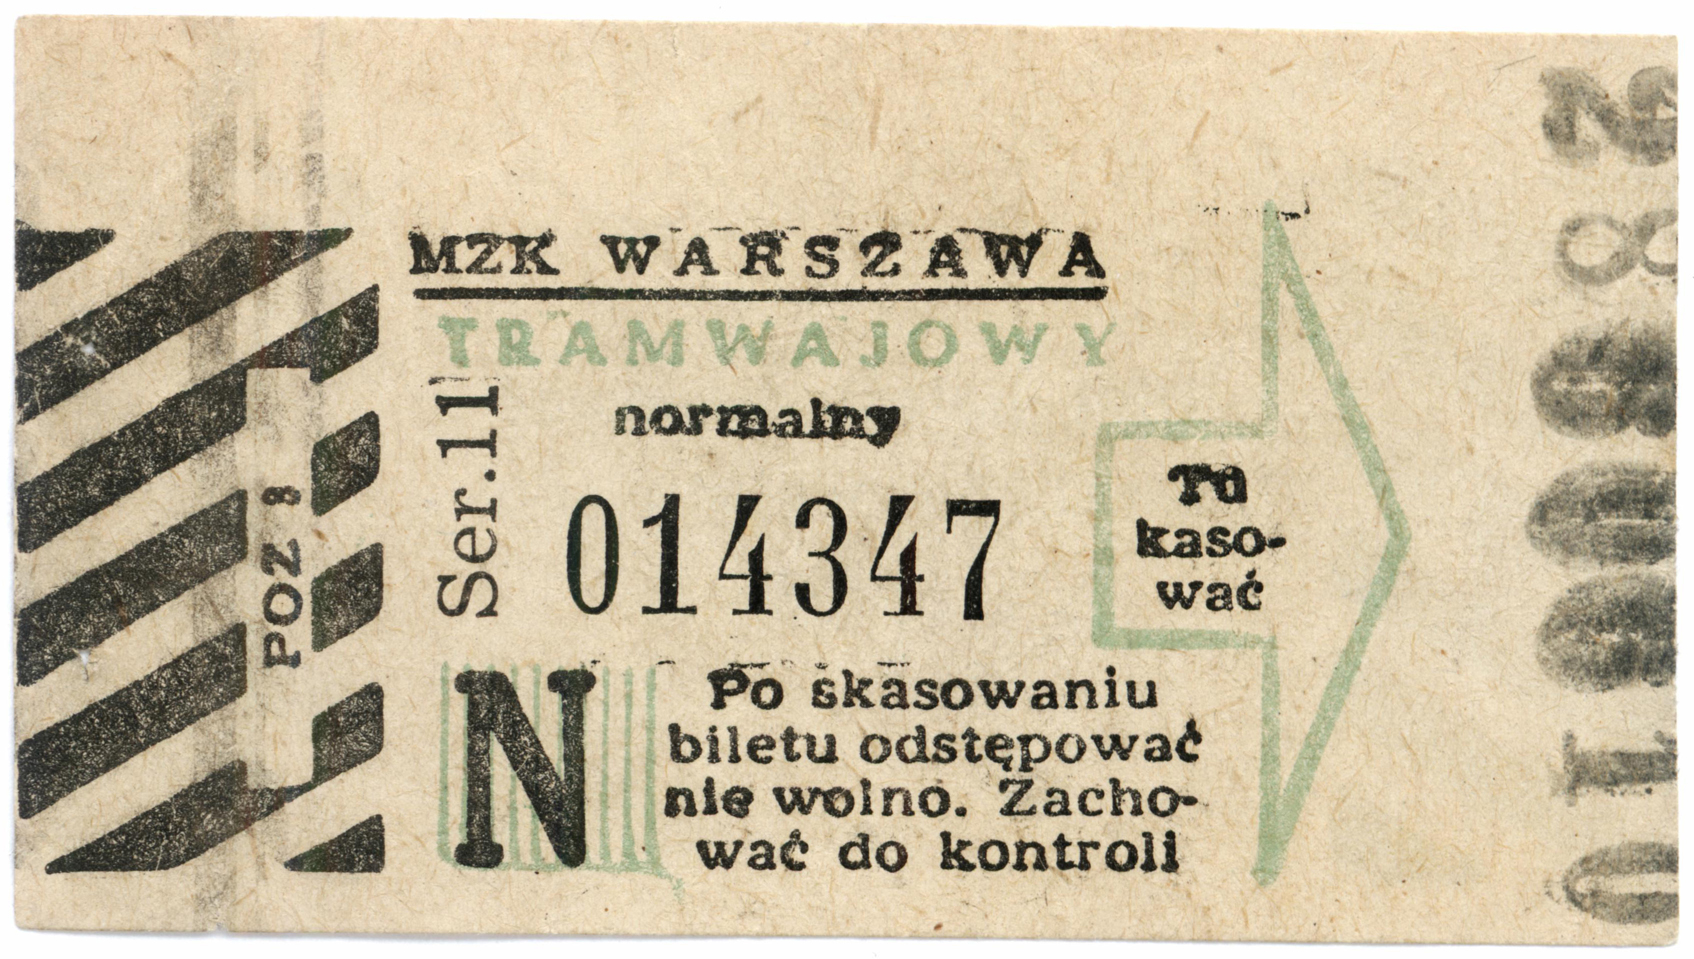 MZK WARSZAWA
TRAMWAJOWY
normalny
Ser.11
014347
POZ 8
Tu
kaso-
wać
N
Po skasowaniu
biletu odstępować
nie wolno. Zacho-
wać do kontroli